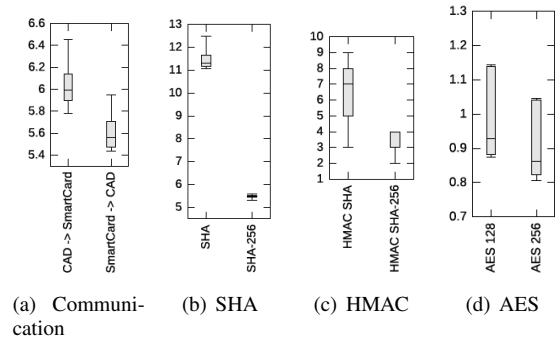 6.6
6.4
6.2
6
5.8
5.6
5.4
CAD -> SmartCard
SmartCard -> CAD
13
12
11
10
9
8
7
6
5
SHA
SHA-256
10
9
8
7
6
5
4
3
2
1
HMAC SHA
HMAC SHA-256
1.3
1.2
1.1
1
0.9
0.8
0.7
AES 128
AES 256
(a) Communi-
cation
(b) SHA
(c) HMAC
(d) AES